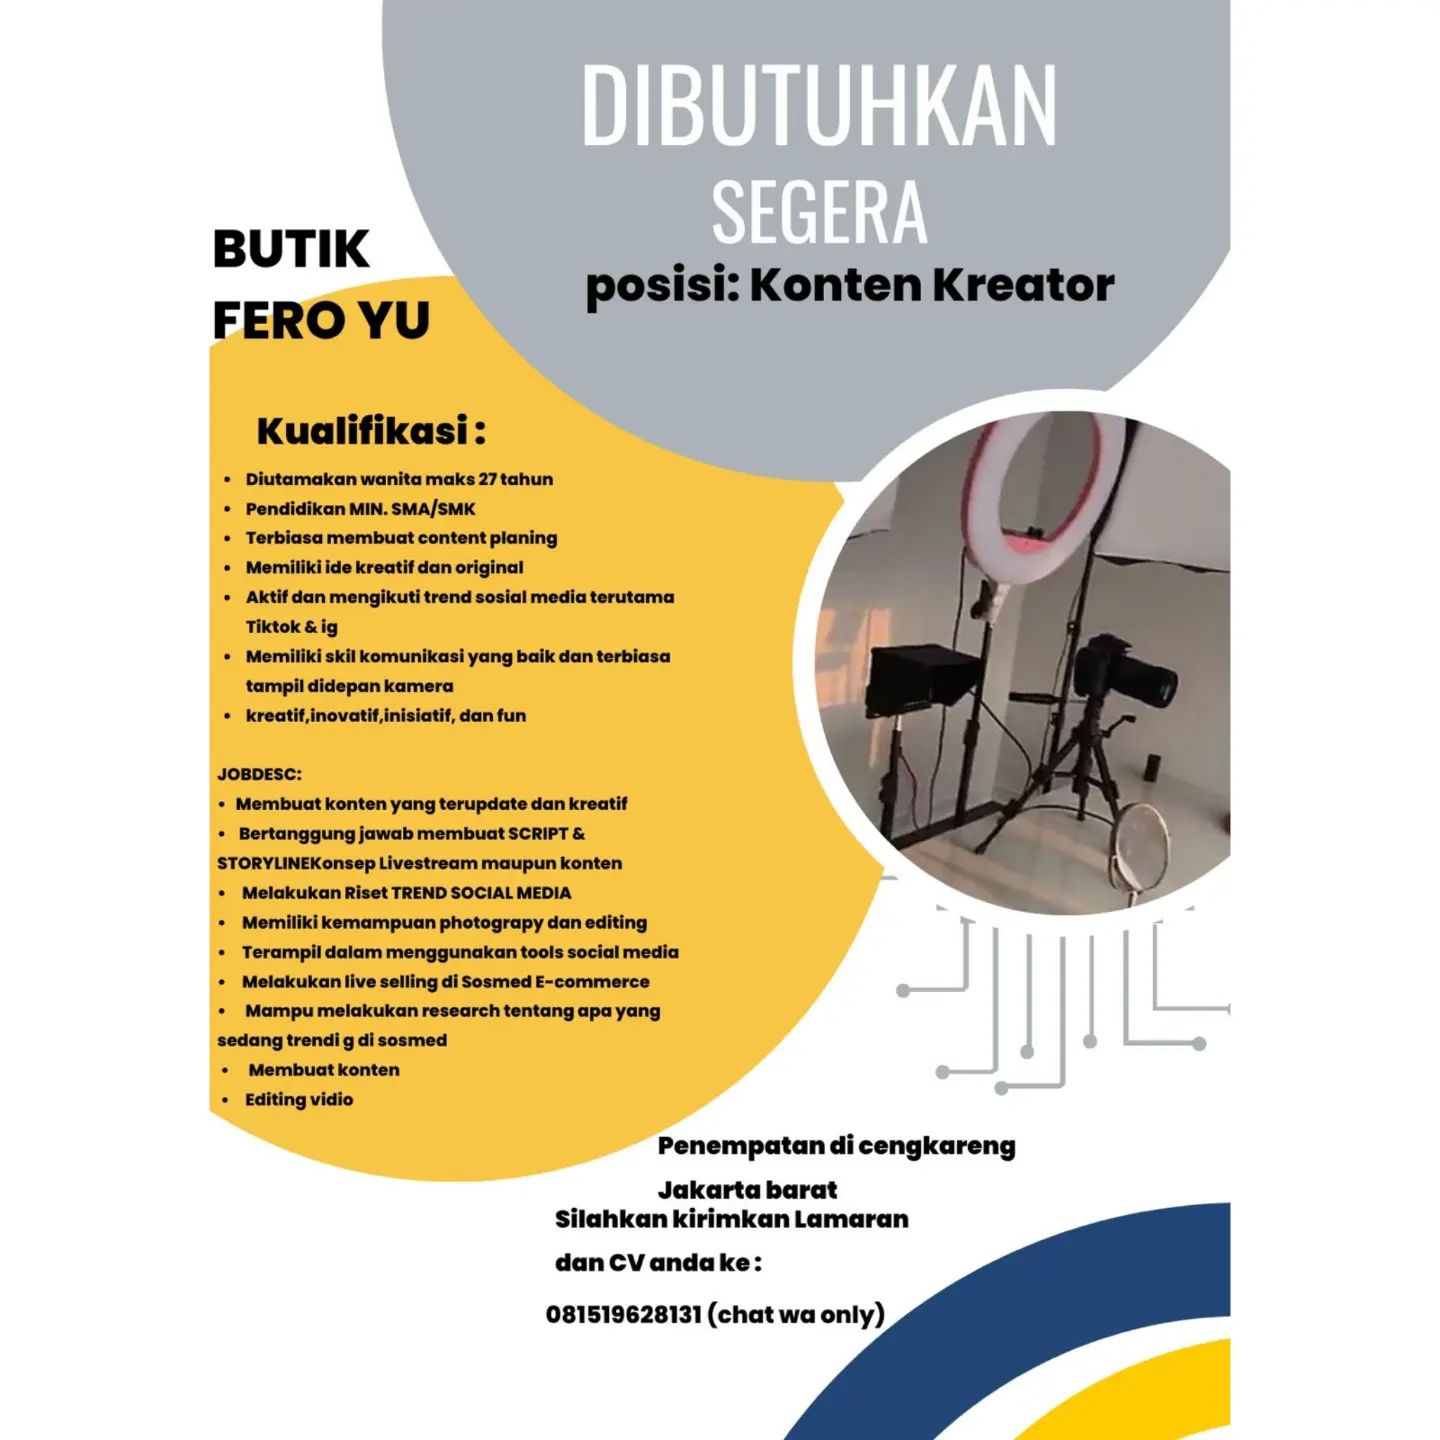 DIBUTUHKAN
SEGERA
posisi: Konten Kreator
BUTIK
FERO YU
Kualifikasi :
• Diutamakan wanita maks 27 tahun
• Pendidikan MIN. SMA/SMK
• Terbiasa membuat content planing
• Memiliki ide kreatif dan original
• Aktif dan mengikuti trend sosial media terutama
Tiktok & ig
• Memiliki skil komunikasi yang baik dan terbiasa
tampil didepan kamera
• kreatif,inovatif,inisiatif, dan fun
JOBDESC:
• Membuat konten yang terupdate dan kreatif
• Bertanggung jawab membuat SCRIPT &
STORYLINEKonsep Livestream maupun konten
• Melakukan Riset TREND SOCIAL MEDIA
• Memiliki kemampuan photograpy dan editing
• Terampil dalam menggunakan tools social media
• Melakukan live selling di Sosmed E-commerce
• Mampu melakukan research tentang apa yang
sedang trendi g di sosmed
• Membuat konten
• Editing vidio
Penempatan di cengkareng
Jakarta barat
Silahkan kirimkan Lamaran
dan CV anda ke :
081519628131 (chat wa only)